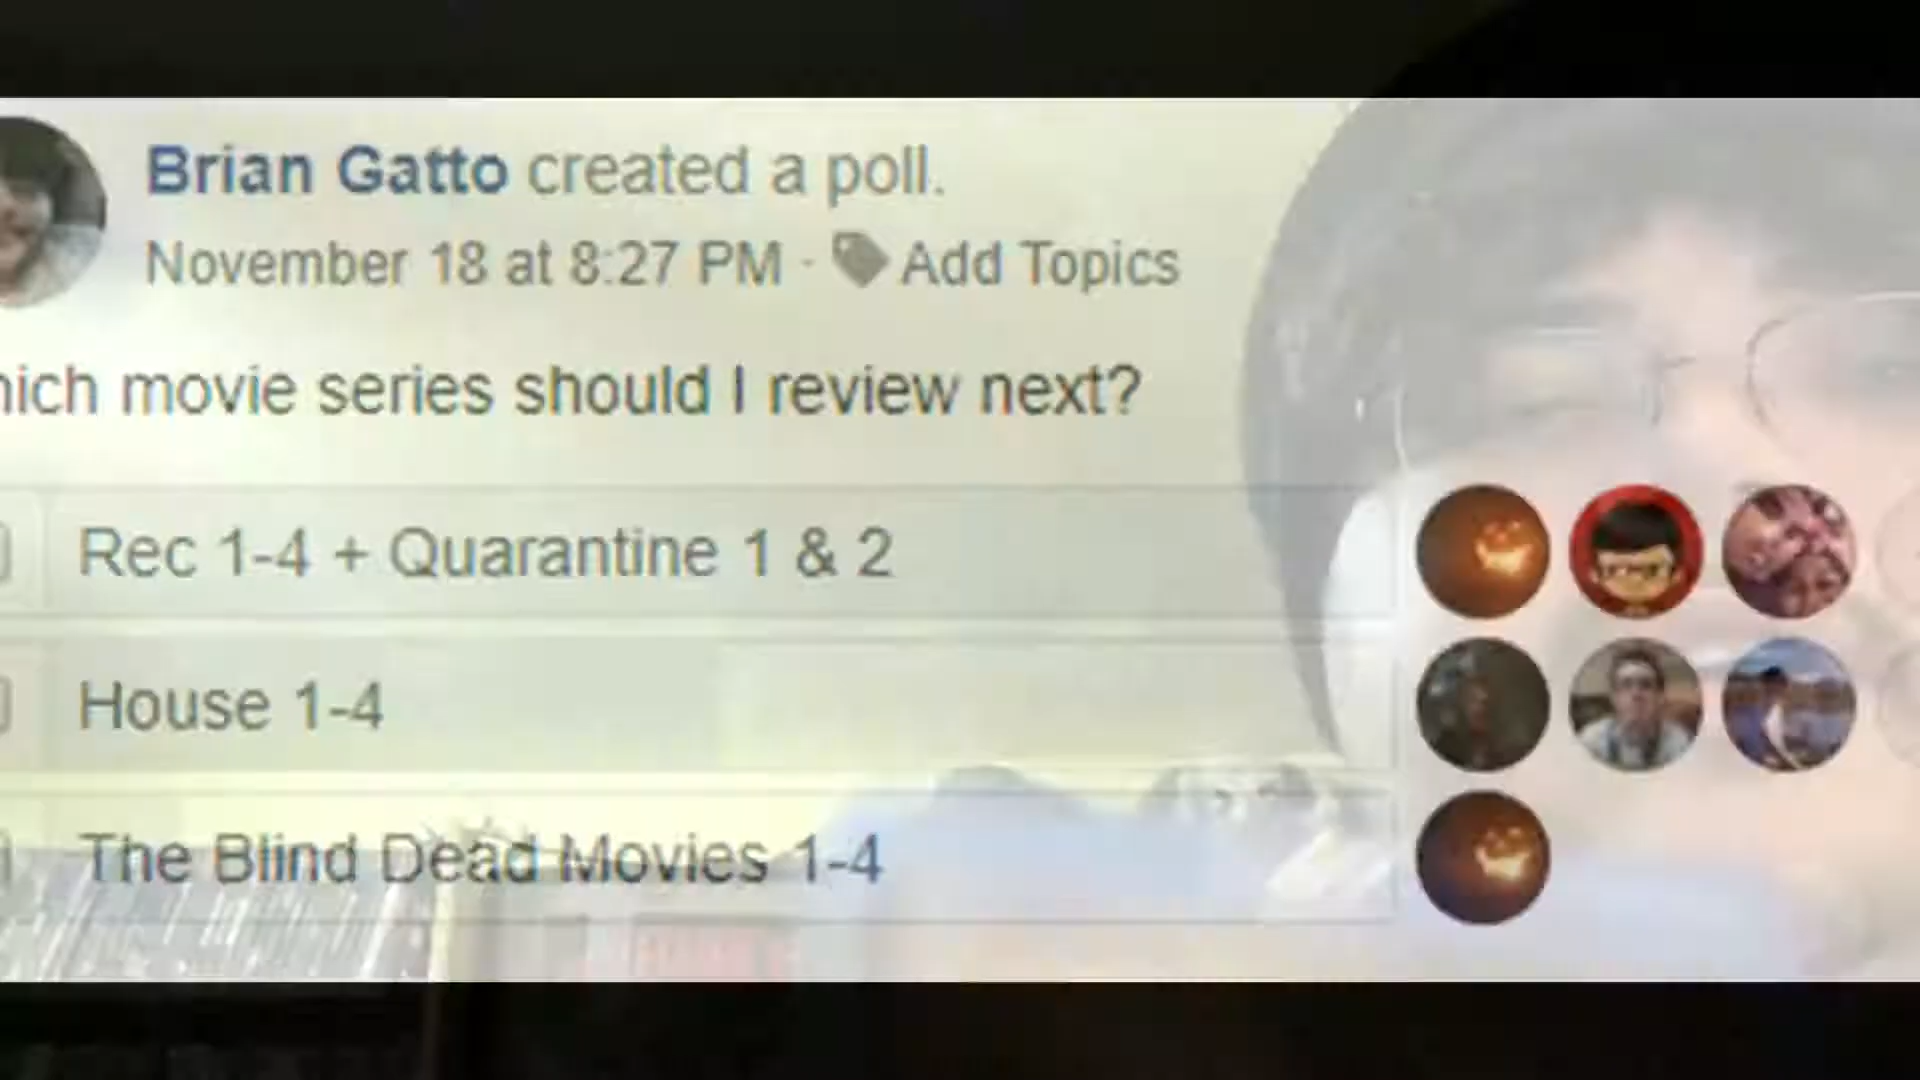 Brian Gatto created a poll.
November 18 at 8:27 PM · Add Topics
hich movie series should I review next?
Rec 1-4 + Quarantine 1 & 2
House 1-4
The Blind Dead Movies 1-4